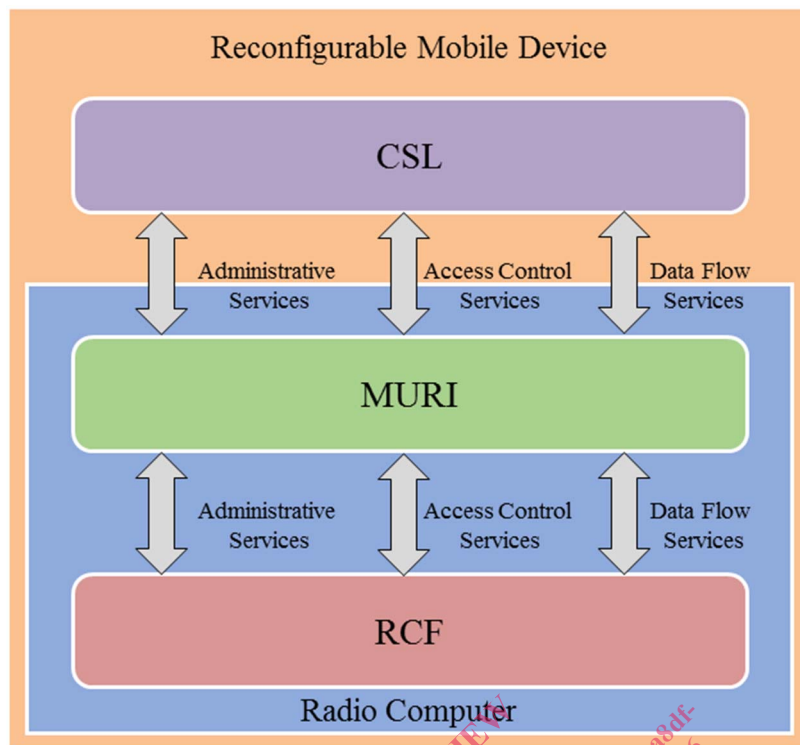 Reconfigurable Mobile Device
CSL
Administrative
Services
Access Control
Services
Data Flow
Services
MURI
Administrative
Services
Access Control
Services
Data Flow
Services
RCF
Radio Computer